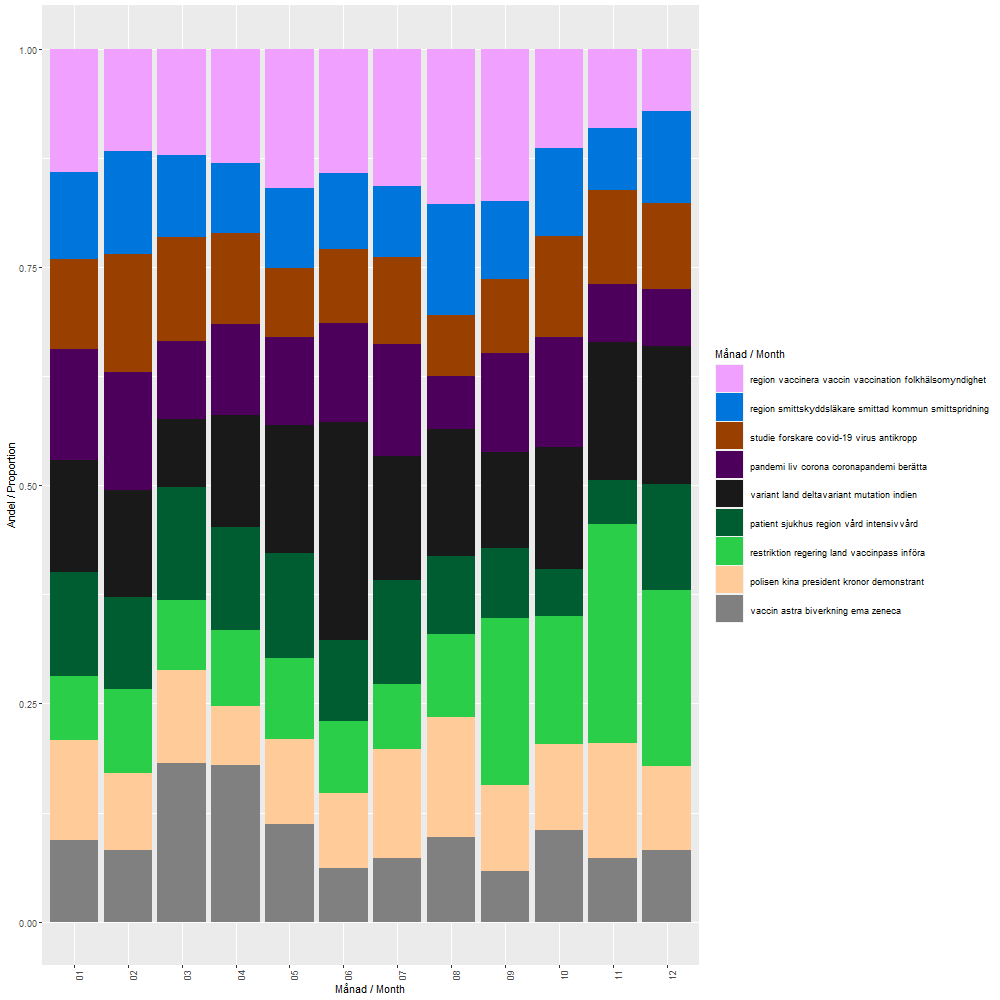 1.00
0.75
0.50
0.25
0.00
Andel / Proportion
01 02 03 04 05 06 07 08 09 10 11 12
Månad / Month
Månad / Month
region vaccinera vaccin vaccination folkhälsomyndighet
region smittskyddsläkare smittad kommun smittspridning
studie forskare covid-19 virus antikropp
pandemi liv corona coronapandemi berätta
variant land deltavariant mutation indien
patient sjukhus region vård intensivvård
restriktion regering land vaccinpass införa
polisen kina president kronor demonstrant
vaccin astra biverkning ema zeneca